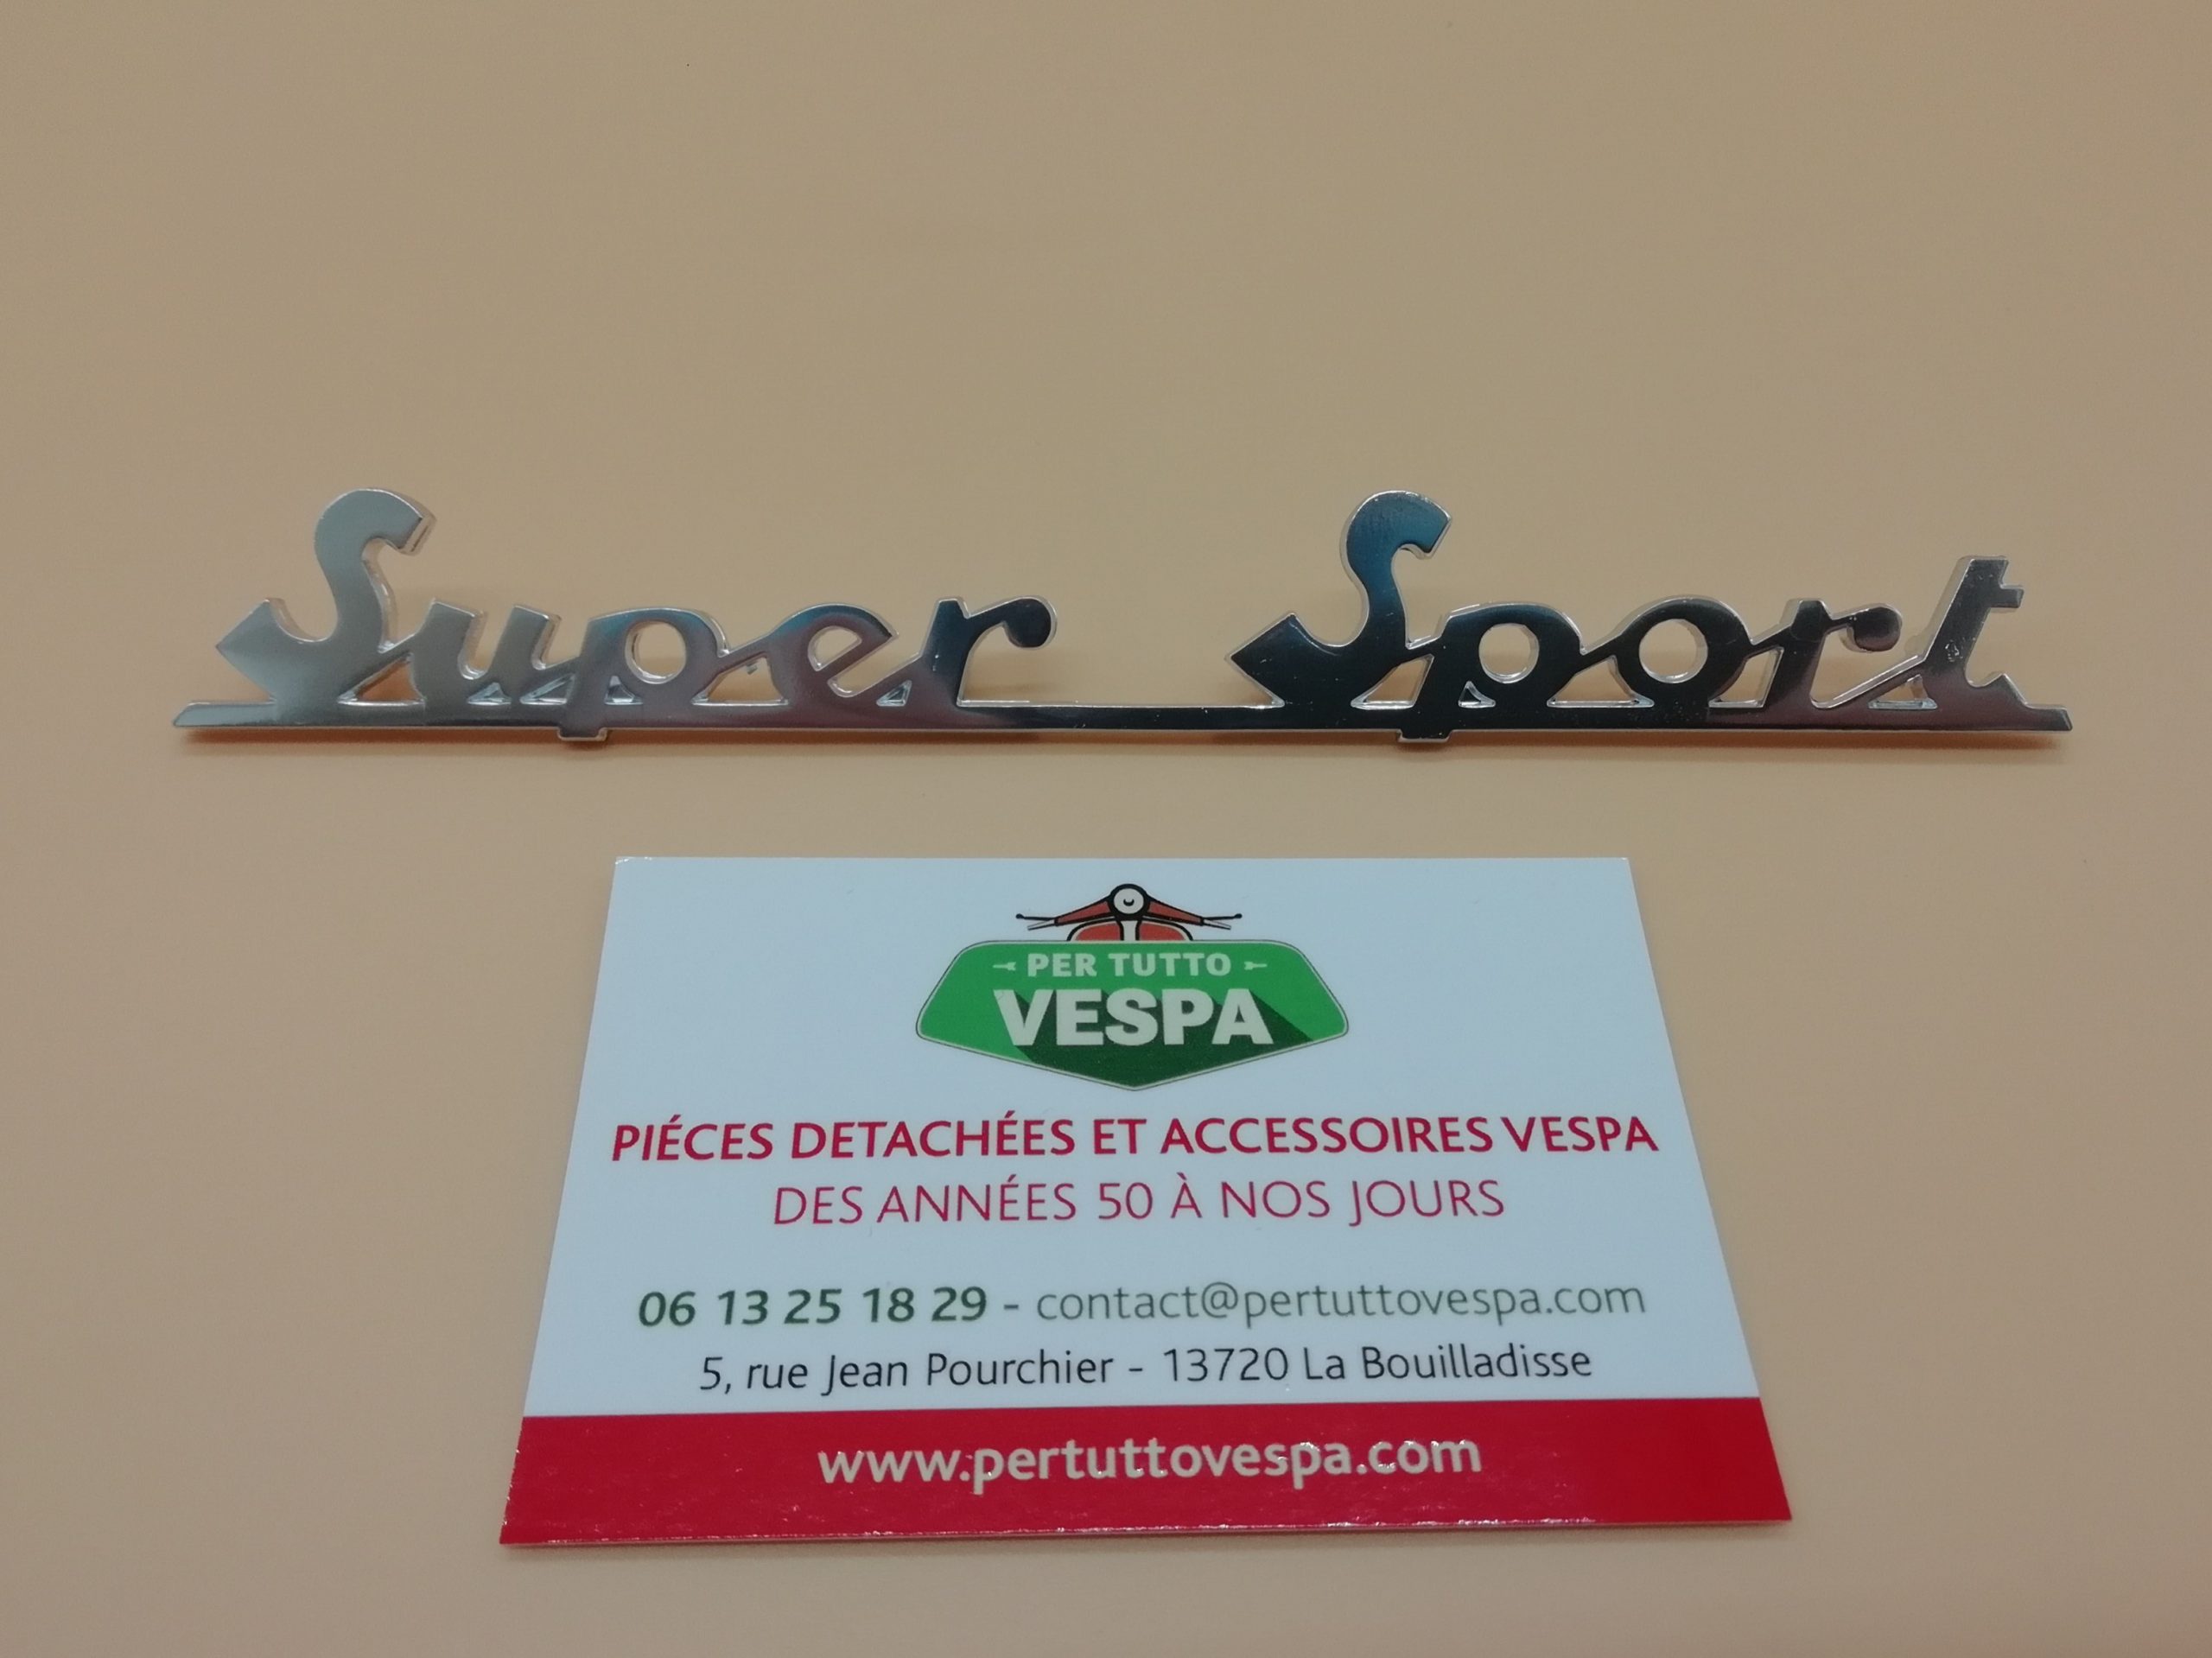 Super Sport
PER TUTTO
VESPA
PIÉCES DETACHÉES ET ACCESSOIRES VESPA
DES ANNÉES 50 À NOS JOURS
06 13 25 18 29 - contact@pertuttovespa.com
5, rue Jean Pourchier - 13720 La Bouilladisse
www.pertuttovespa.com